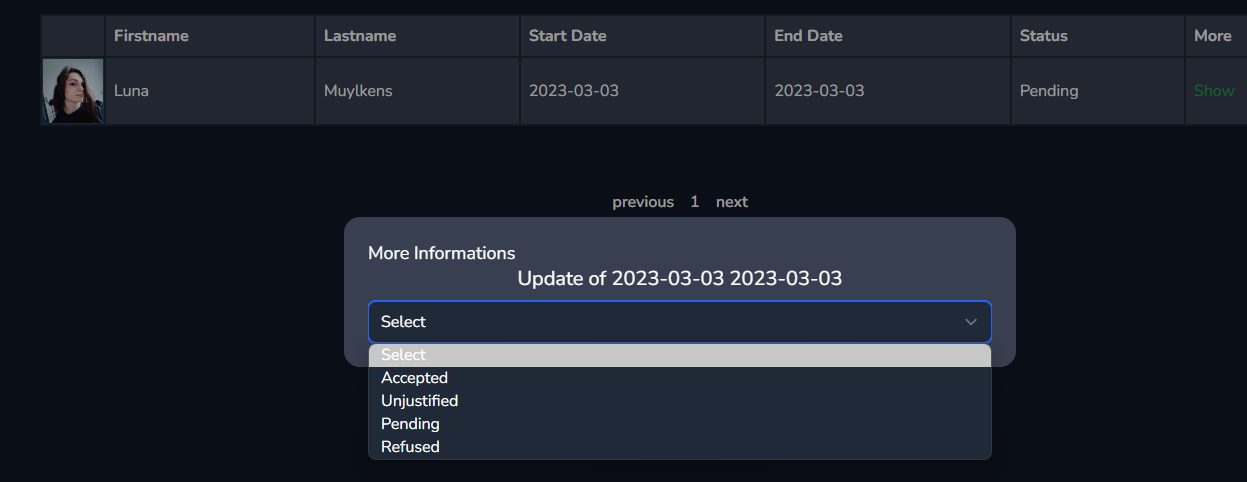 Firstname Lastname Start Date End Date Status More
Luna Muylkens 2023-03-03 2023-03-03 Pending Show
previous 1 next
More Informations
Update of 2023-03-03 2023-03-03
Select
Select
Accepted
Unjustified
Pending
Refused